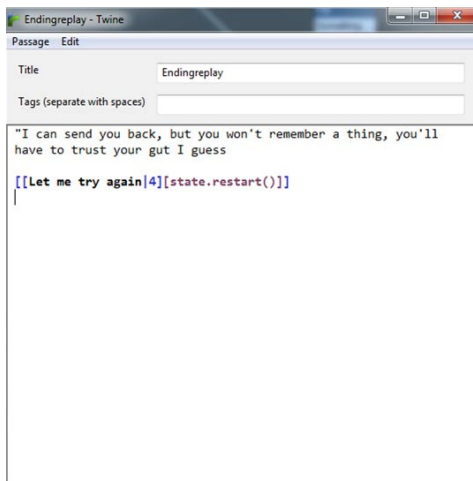 Endingreplay - Twine
Passage Edit
Title
Endingreplay
Tags (separate with spaces)
"I can send you back, but you won't remember a thing, you'll
have to trust your gut I guess
[[Let me try again|4][state.restart()]]